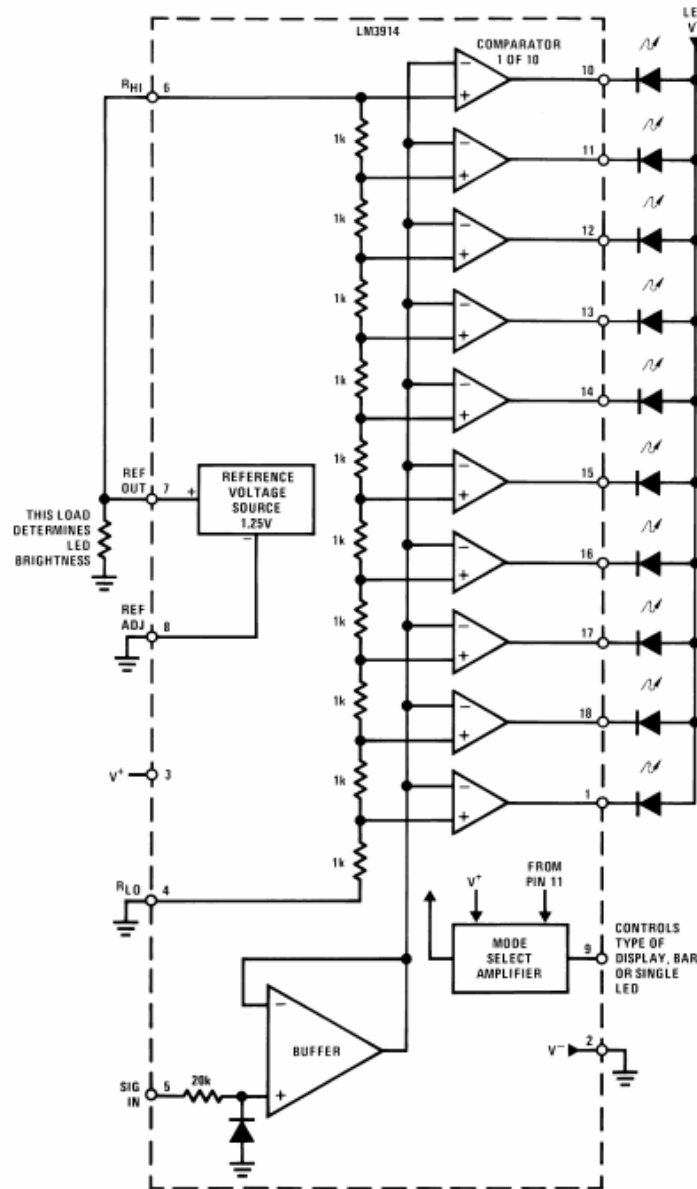 LM3914
LE
V
COMPARATOR
1 OF 10
RHI
6
10
1k
11
1k
12
1k
13
1k
14
1k
15
REF
OUT
7
+
REFERENCE
VOLTAGE
SOURCE
1.25V
−
THIS LOAD
DETERMINES
LED
BRIGHTNESS
1k
16
1k
17
REF
ADJ
8
1k
18
V+
3
1k
1
1k
RLO
4
V+
FROM
PIN 11
MODE
SELECT
AMPLIFIER
9
CONTROLS
TYPE OF
DISPLAY, BAR
OR SINGLE
LED
−
BUFFER
+
V−
2
SIG
IN
5
20k
− +
− +
− +
− +
− +
− +
− +
− +
− +
− +